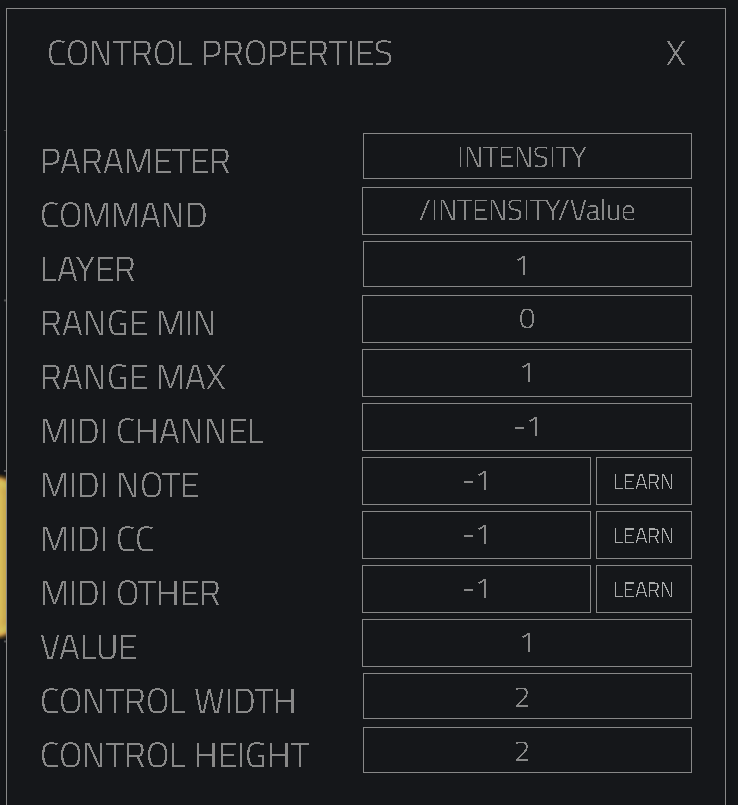 CONTROL PROPERTIES X
PARAMETER INTENSITY
COMMAND /INTENSITY/Value
LAYER 1
RANGE MIN 0
RANGE MAX 1
MIDI CHANNEL -1
MIDI NOTE -1 LEARN
MIDI CC -1 LEARN
MIDI OTHER -1 LEARN
VALUE 1
CONTROL WIDTH 2
CONTROL HEIGHT 2